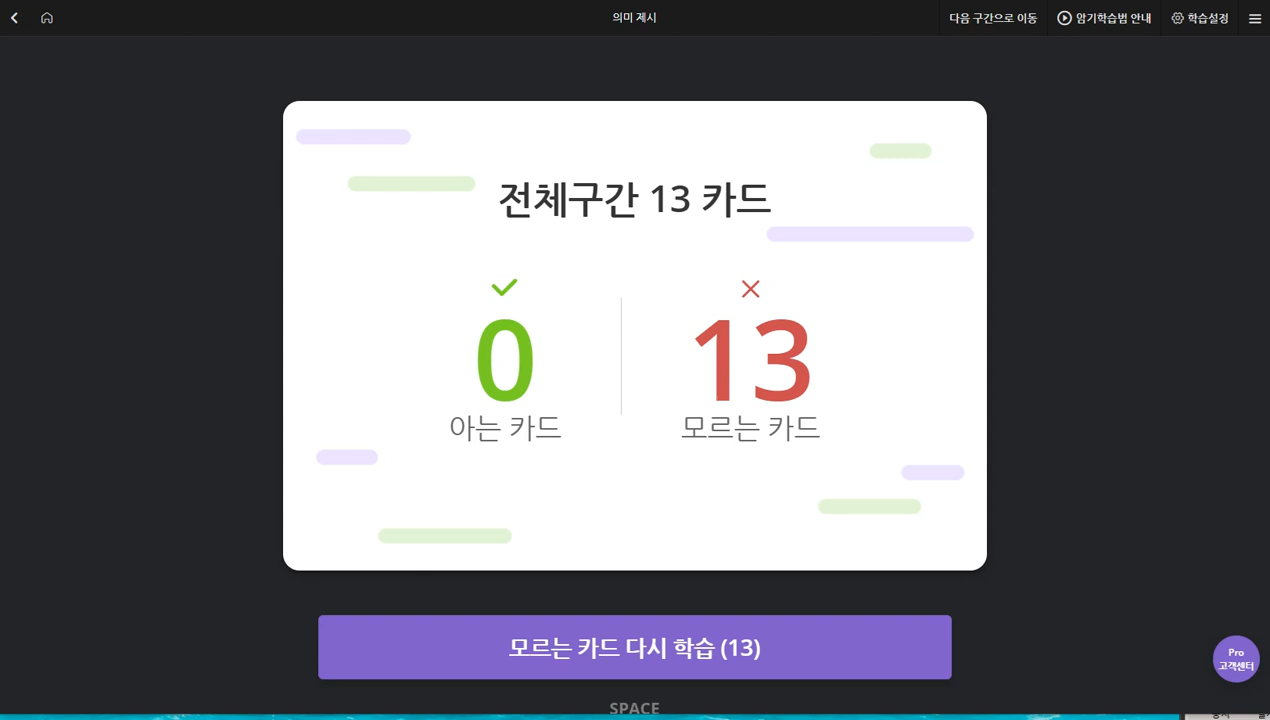 의미 제시
다음 구간으로 이동
암기학습법 안내
학습설정
전체구간 13 카드
0
아는 카드
13
모르는 카드
모르는 카드 다시 학습 (13)
Pro
고객센터
SPACE